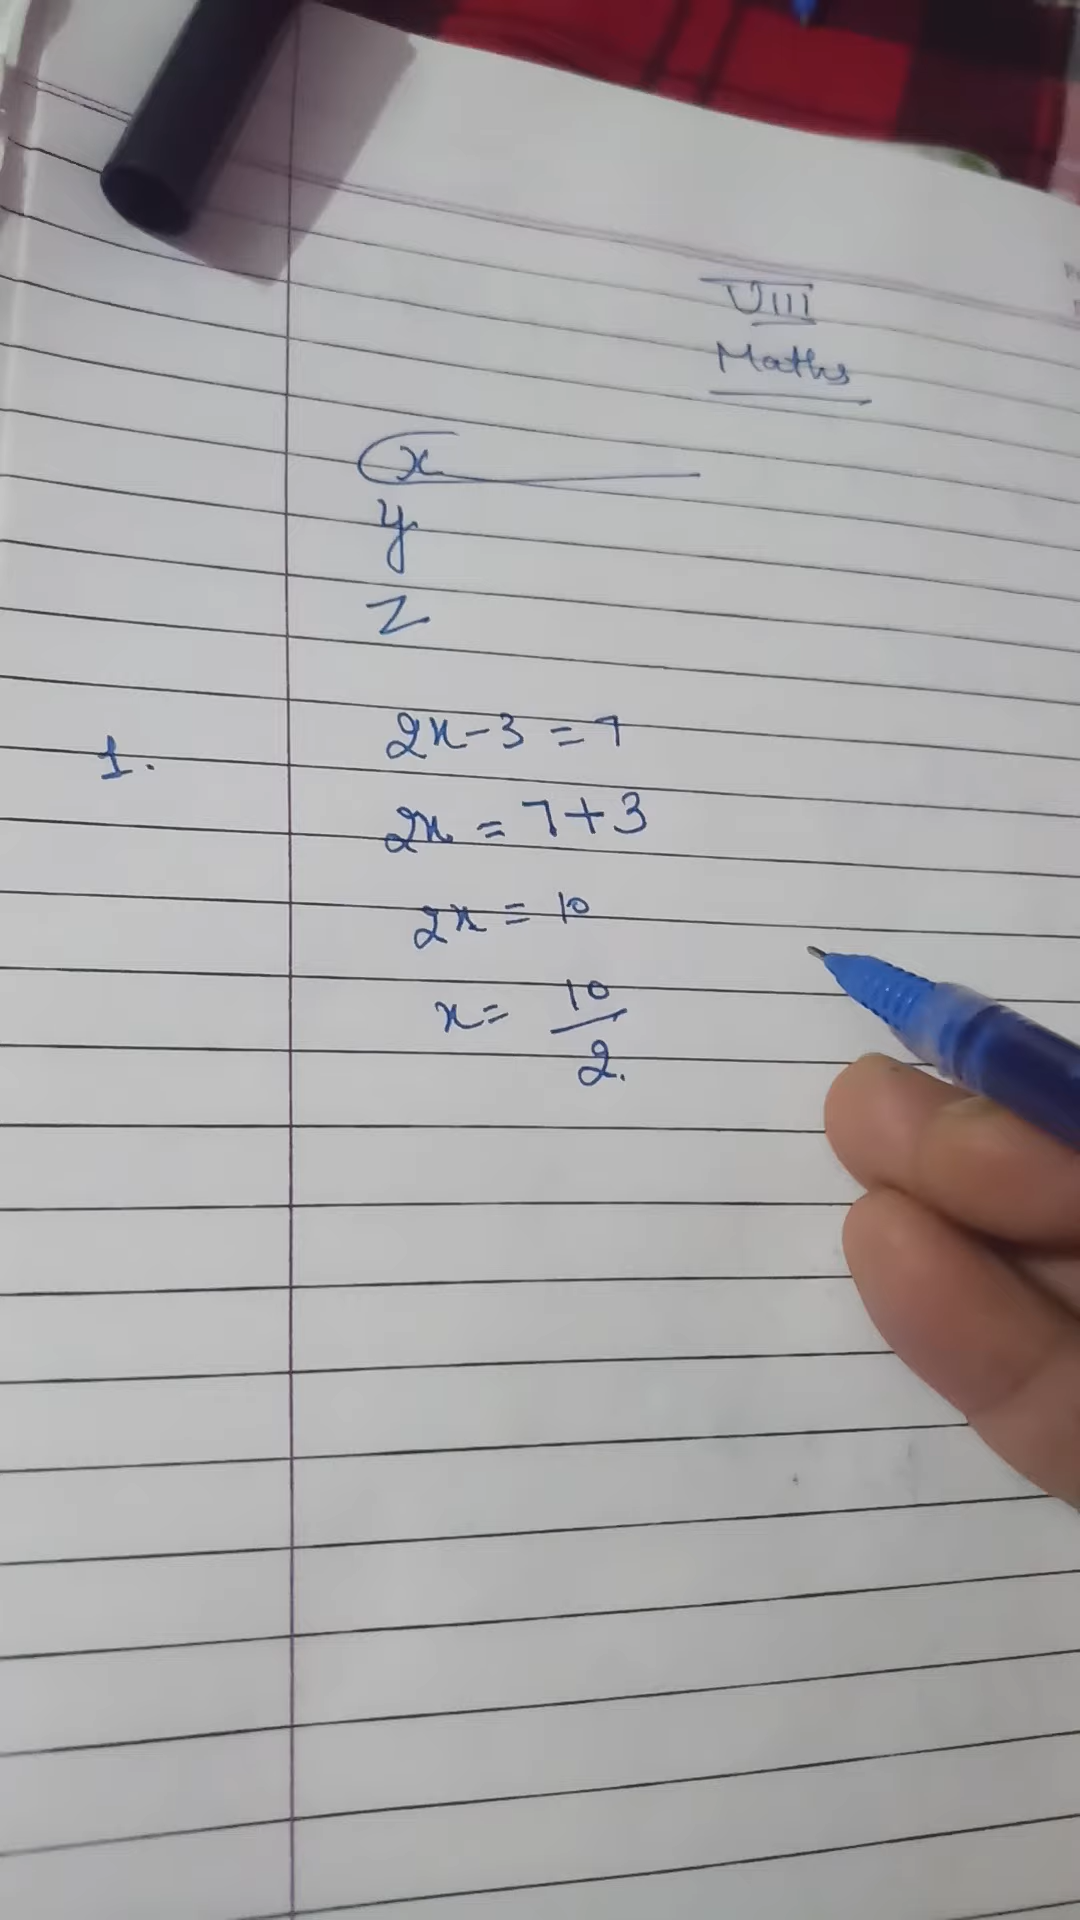 VIII
Maths
x
y
z
1. 2x-3 = 7
2x = 7+3
2x = 10
x = 10/2.